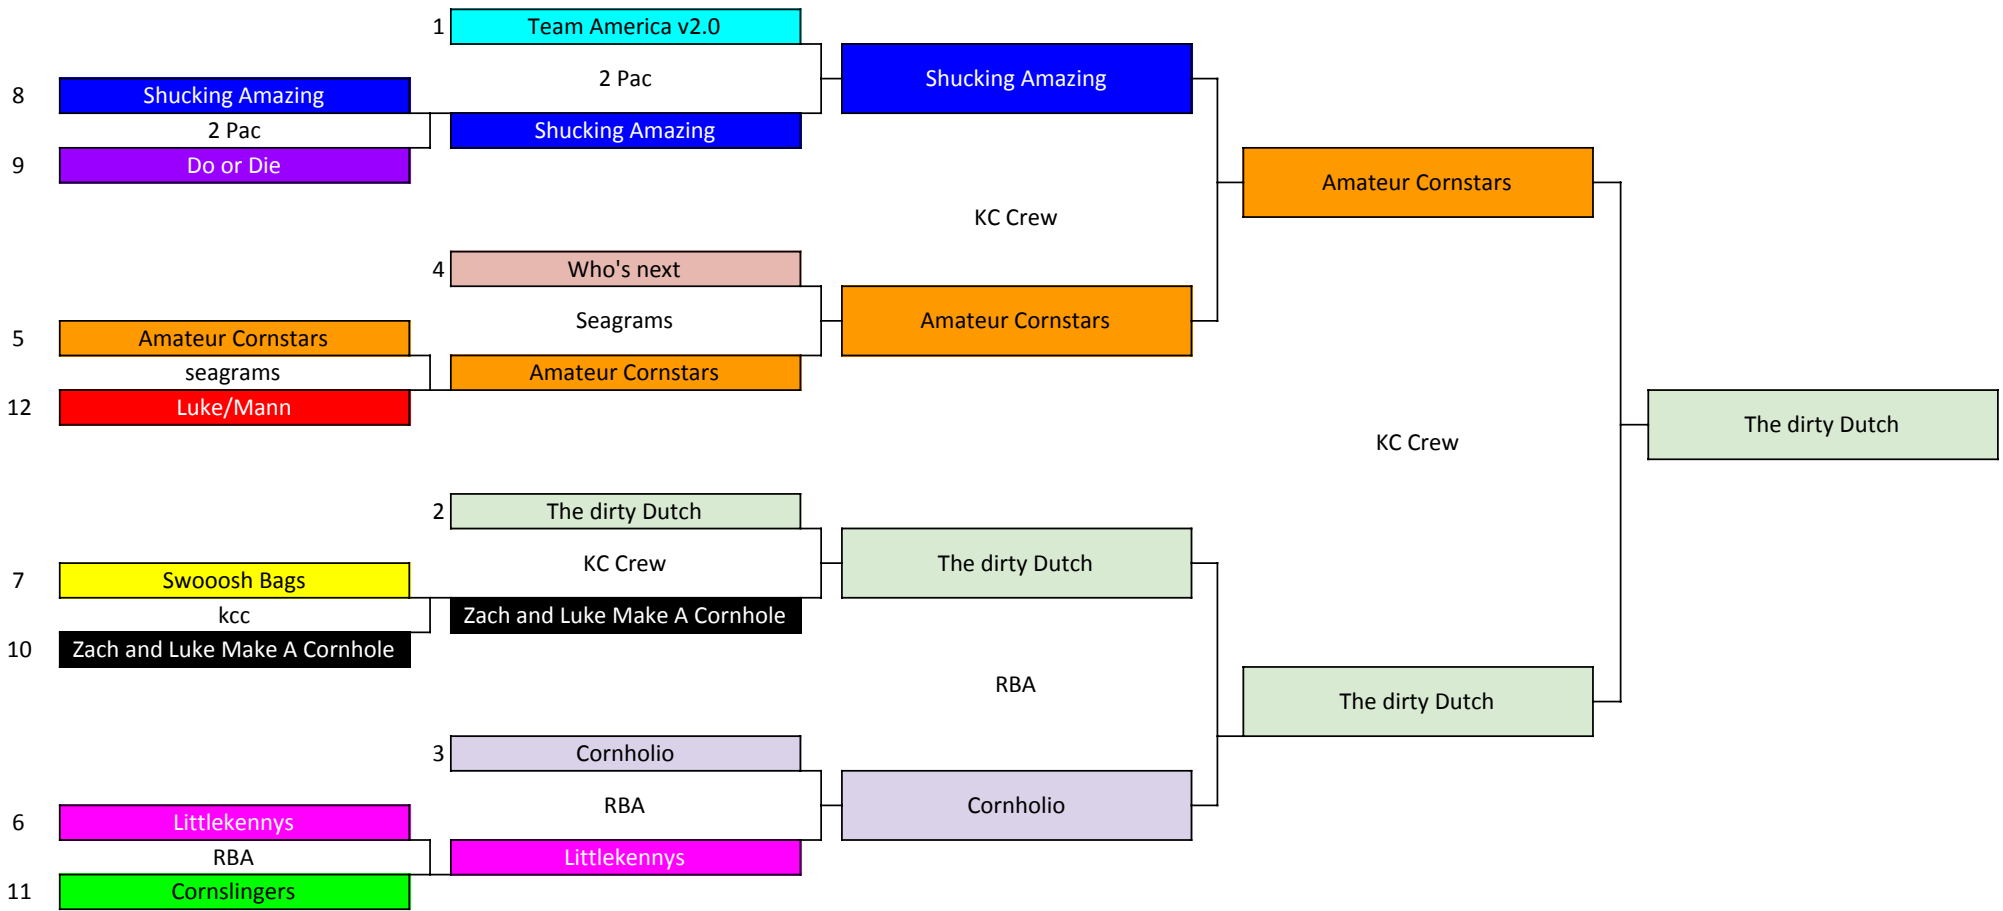 1
Team America v2.0
2 Pac
Shucking Amazing
8
Shucking Amazing
2 Pac
Shucking Amazing
9
Do or Die
Amateur Cornstars
KC Crew
4
Who's next
Seagrams
Amateur Cornstars
5
Amateur Cornstars
seagrams
Amateur Cornstars
12
Luke/Mann
The dirty Dutch
KC Crew
2
The dirty Dutch
KC Crew
The dirty Dutch
7
Swooosh Bags
kcc
Zach and Luke Make A Cornhole
10
Zach and Luke Make A Cornhole
RBA
The dirty Dutch
3
Cornholio
RBA
Cornholio
6
Littlekennys
RBA
Littlekennys
11
Cornslingers